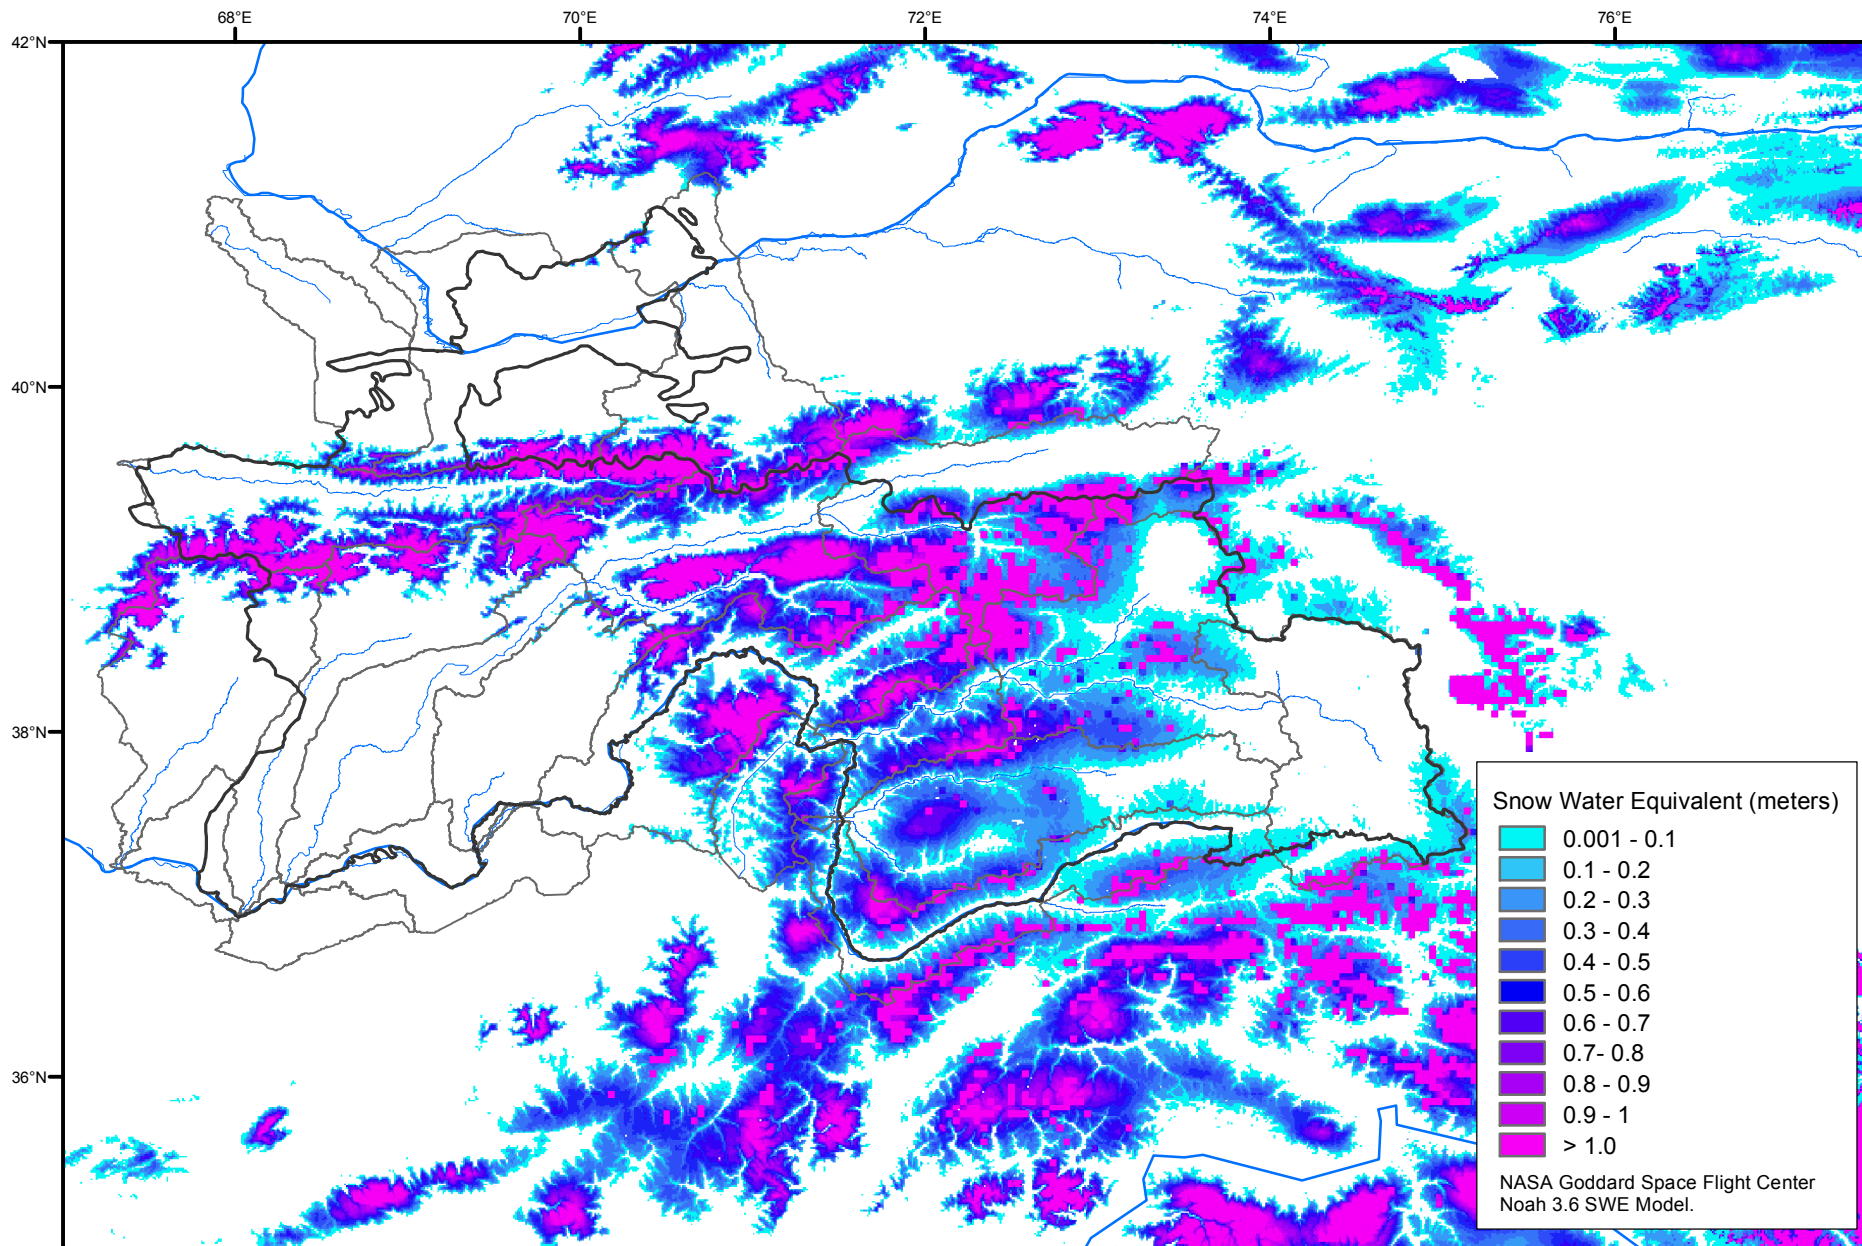 68°E
70°E
72°E
74°E
76°E
42°N
40°N
38°N
36°N
Snow Water Equivalent (meters)
0.001 - 0.1
0.1 - 0.2
0.2 - 0.3
0.3 - 0.4
0.4 - 0.5
0.5 - 0.6
0.6 - 0.7
0.7- 0.8
0.8 - 0.9
0.9 - 1
> 1.0
NASA Goddard Space Flight Center
Noah 3.6 SWE Model.